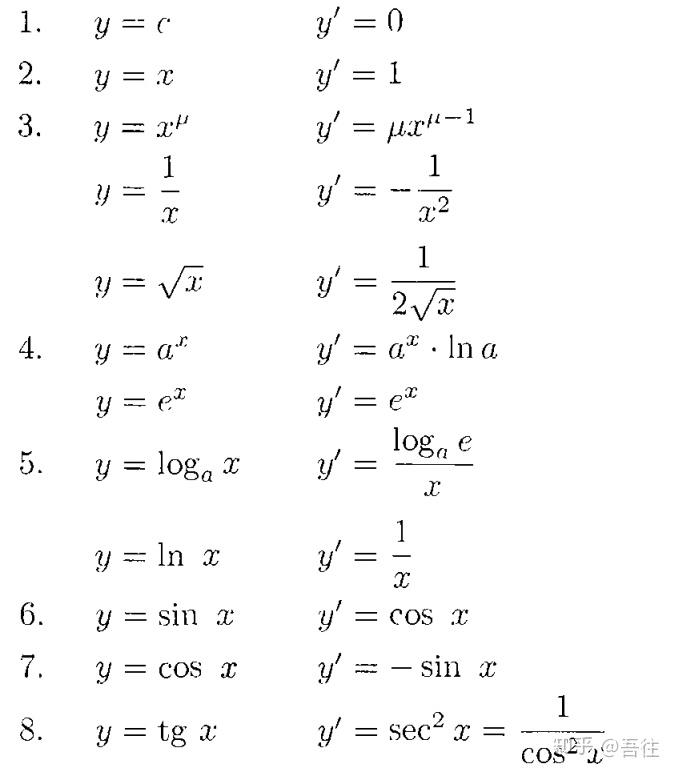 1. y = c y′ = 0
2. y = x y′ = 1
3. y = x^μ y′ = μx^{μ−1}
y = 1/x y′ = −1/x²
y = √x y′ = 1/(2√x)
4. y = a^x y′ = a^x · ln a
y = e^x y′ = e^x
5. y = log_a x y′ = (log_a e)/x
y = ln x y′ = 1/x
6. y = sin x y′ = cos x
7. y = cos x y′ = − sin x
8. y = tg x y′ = sec² x = 1/(cos² x)
知乎 @吾往